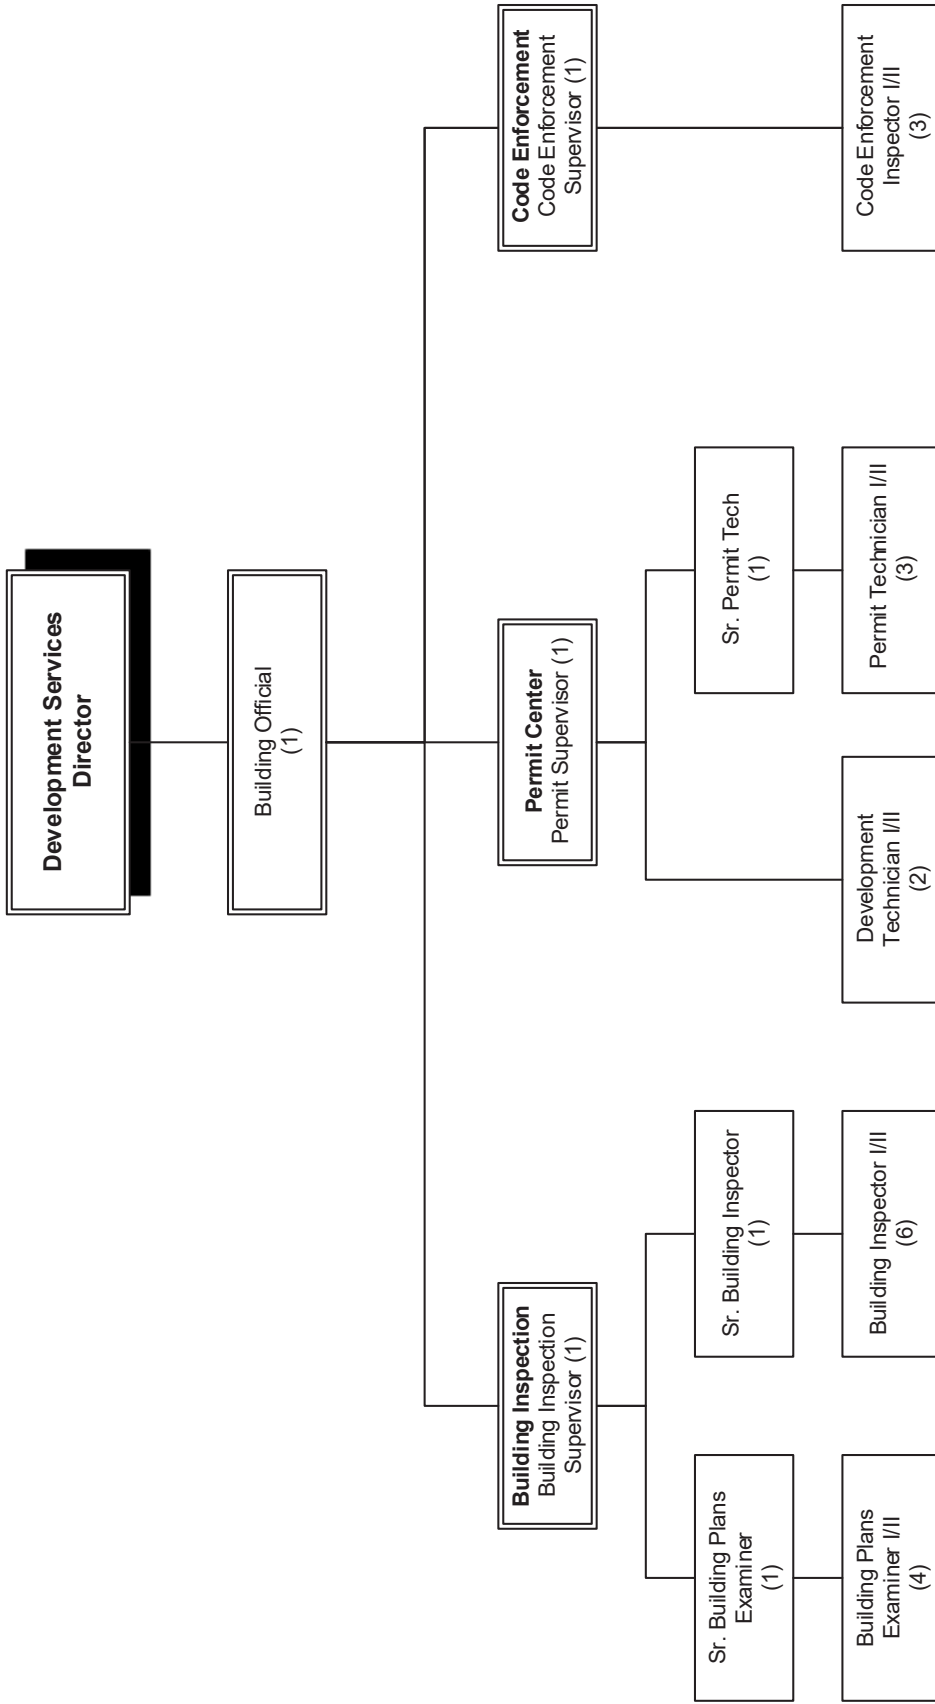 Development Services
Director
Building Official
(1)
Building Inspection
Building Inspection
Supervisor (1)
Permit Center
Permit Supervisor (1)
Code Enforcement
Code Enforcement
Supervisor (1)
Sr. Building Plans
Examiner
(1)
Sr. Building Inspector
(1)
Sr. Permit Tech
(1)
Building Plans
Examiner I/II
(4)
Building Inspector I/II
(6)
Development
Technician I/II
(2)
Permit Technician I/II
(3)
Code Enforcement
Inspector I/II
(3)